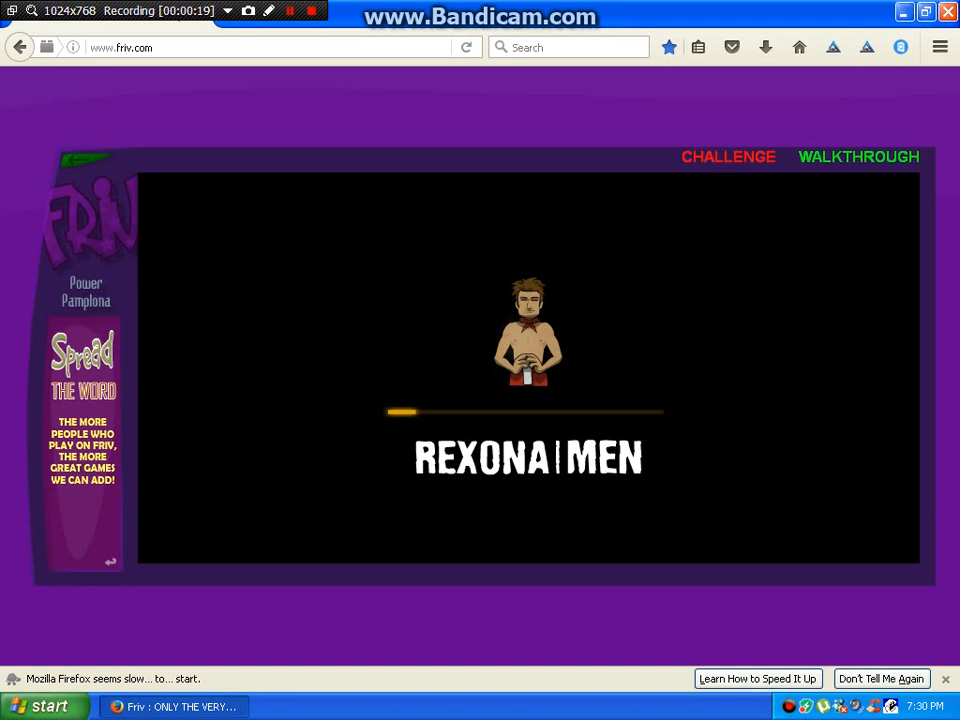 1024x768 Recording [00:00:19]
www.Bandicam.com
www.friv.com
Search
CHALLENGE WALKTHROUGH
FRIV
Power
Pamplona
Spread
THE WORD
THE MORE
PEOPLE WHO
PLAY ON FRIV,
THE MORE
GREAT GAMES
WE CAN ADD!
REXONA|MEN
Mozilla Firefox seems slow... to... start.
Learn How to Speed It Up
Don't Tell Me Again
start
Friv : ONLY THE VERY...
7:30 PM